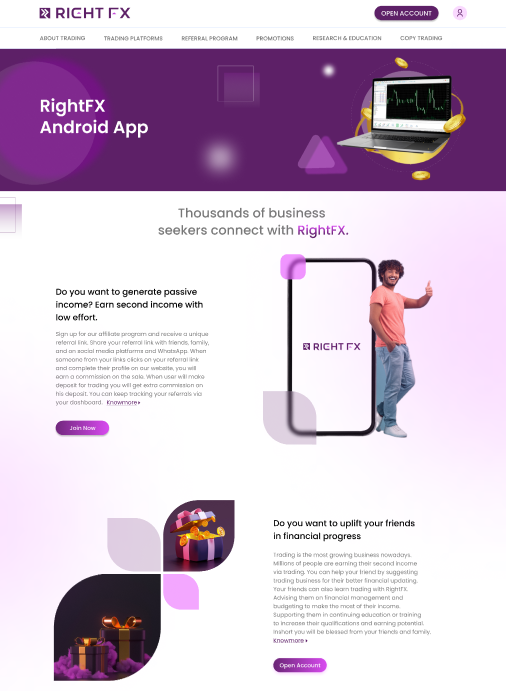 RIGHT FX
OPEN ACCOUNT
ABOUT TRADING
TRADING PLATFORMS
REFERRAL PROGRAM
PROMOTIONS
RESEARCH & EDUCATION
COPY TRADING
RightFX
Android App
Thousands of business
seekers connect with RightFX.
Do you want to generate passive
income? Earn second income with
low effort.
Sign up for our affiliate program and receive a unique
referral link. Share your referral link with friends, family,
and on social media platforms and WhatsApp. When
someone from your links clicks on your referral link
and complete their profile on our website, you will
earn a commission on the sale. When user will make
deposit for trading you will get extra commission on
his deposit. You can keep tracking your referrals via
your dashboard. Knowmore
Join Now
RIGHT FX
Do you want to uplift your friends
in financial progress
Trading is the most growing business nowadays.
Millions of people are earning their second income
via trading. You can help your friend by suggesting
trading business for their better financial updating.
Your friends can also learn trading with RightFX.
Advising them on financial management and
budgeting to make the most of their income.
Supporting them in continuing education or training
to increase their qualifications and earning potential.
Inshort you will be blessed from your friends and family.
Knowmore
Open Account